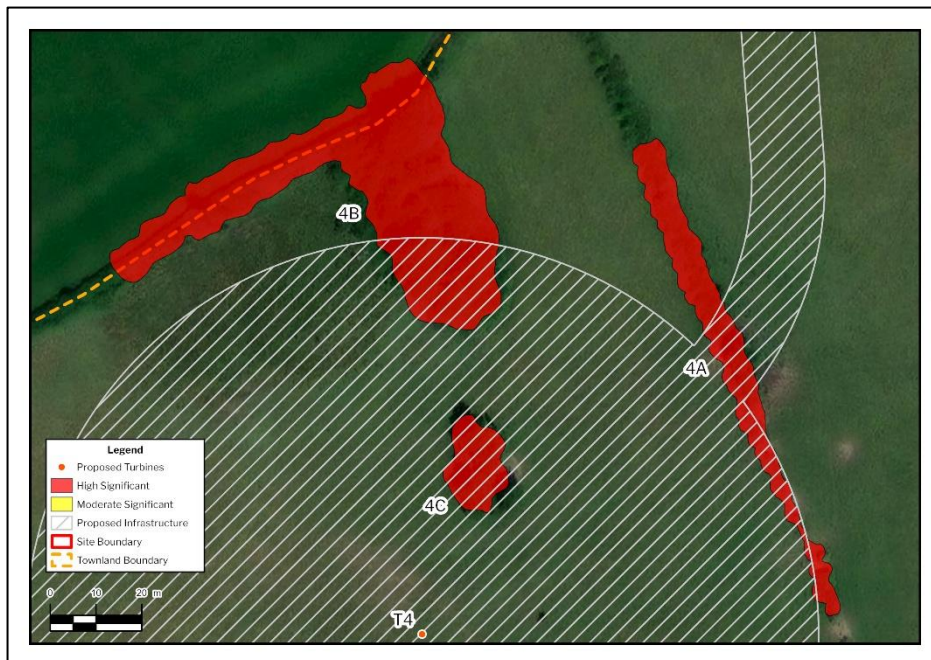 4B
4A
4C
T4
Legend
Proposed Turbines
High Significant
Moderate Significant
Proposed Infrastructure
Site Boundary
Townland Boundary
0 10 20 m